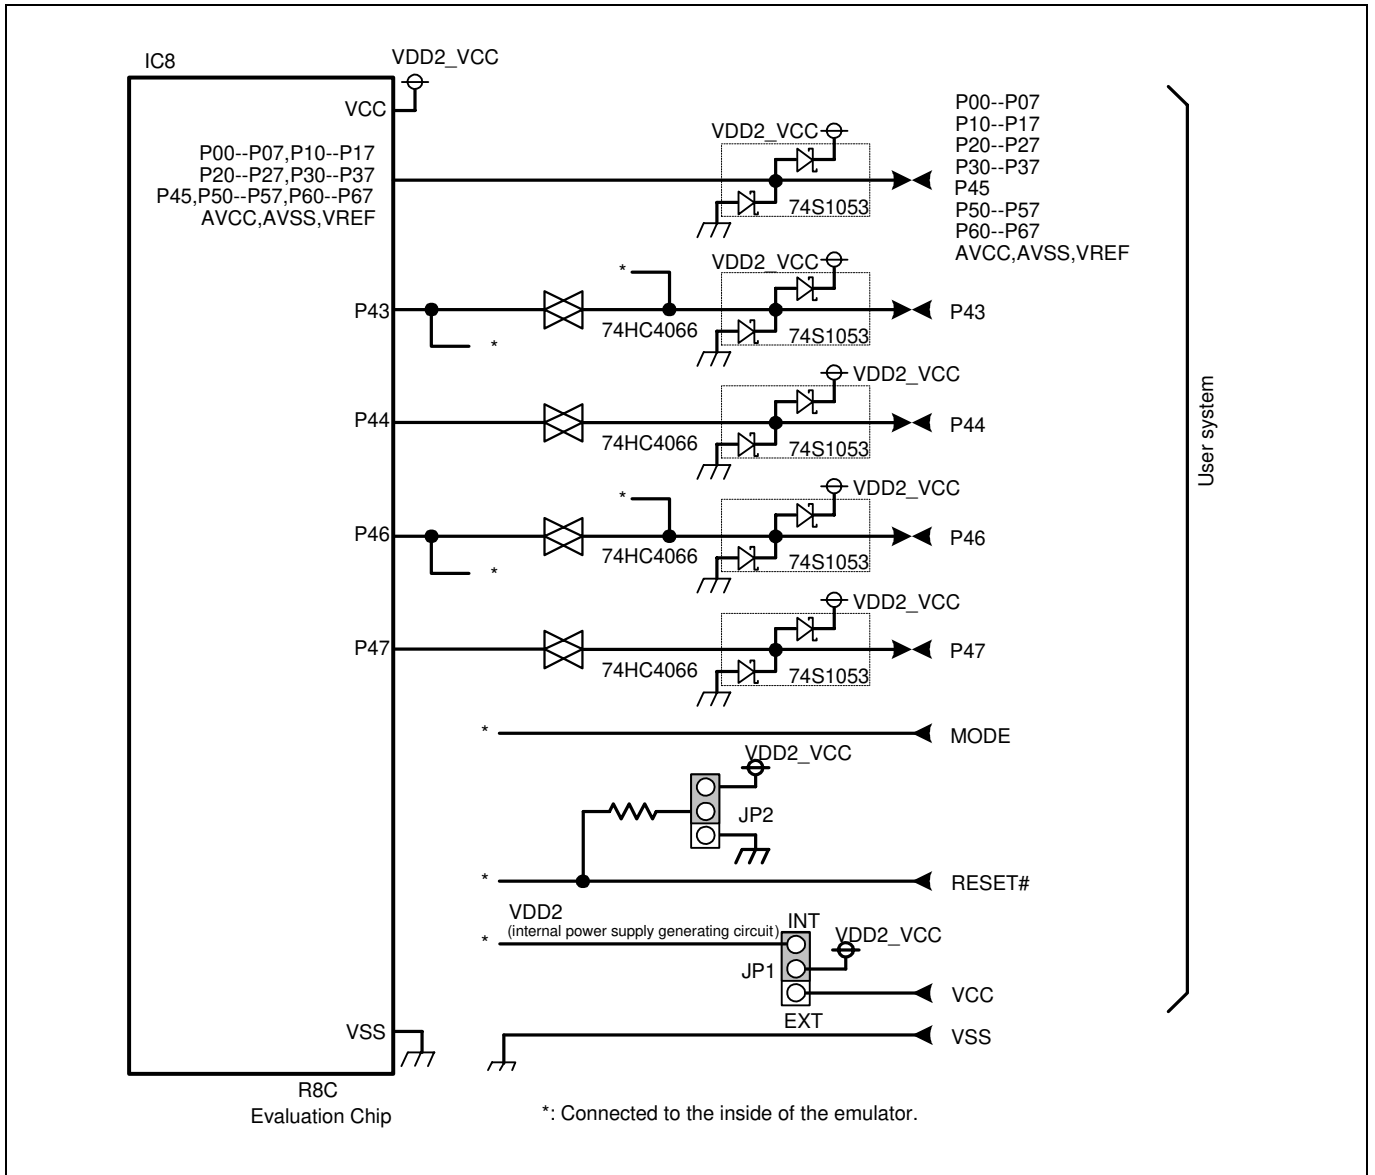 IC8
VDD2_VCC
VCC
P00--P07,P10--P17
P20--P27,P30--P37
P45,P50--P57,P60--P67
AVCC,AVSS,VREF
VDD2_VCC
74S1053
P00--P07
P10--P17
P20--P27
P30--P37
P45
P50--P57
P60--P67
AVCC,AVSS,VREF
P43
*
*
74HC4066
VDD2_VCC
74S1053
P43
P44
74HC4066
VDD2_VCC
74S1053
P44
P46
*
*
74HC4066
VDD2_VCC
74S1053
P46
P47
74HC4066
VDD2_VCC
74S1053
P47
User system
*
MODE
VDD2_VCC
JP2
*
RESET#
VDD2
(internal power supply generating circuit)
*
INT
VDD2_VCC
JP1
VCC
EXT
VSS
VSS
R8C
Evaluation Chip
*: Connected to the inside of the emulator.